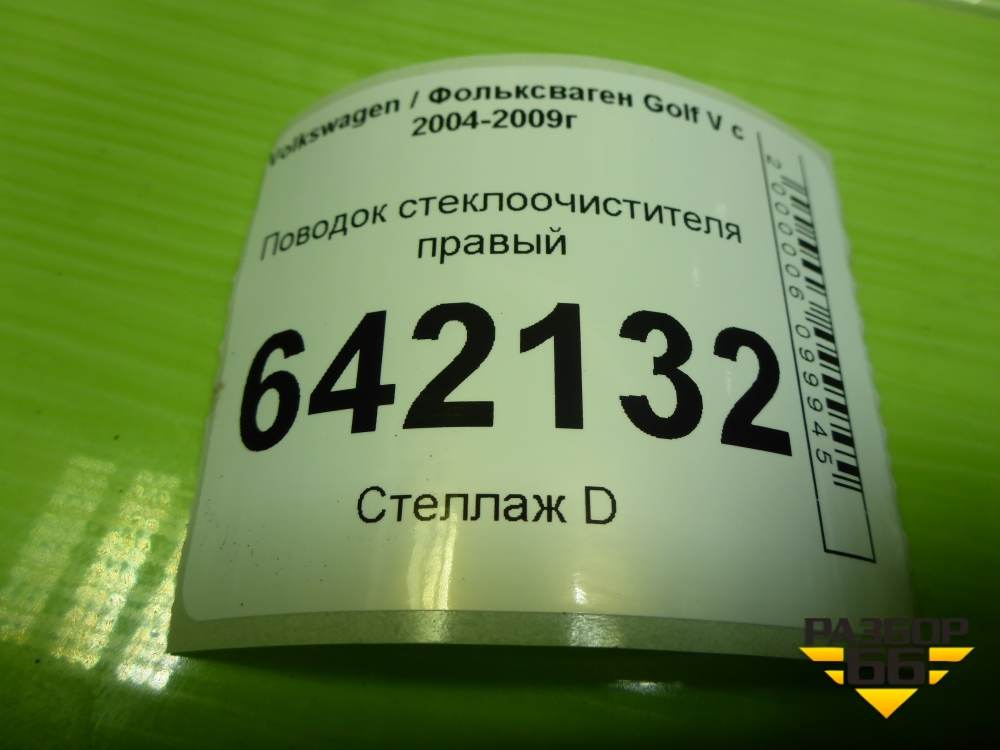 Volkswagen / Фольксваген Golf V с
2004-2009г
Поводок стеклоочистителя
правый
642132
Стеллаж D
2000006099945
РАЗБОР
66